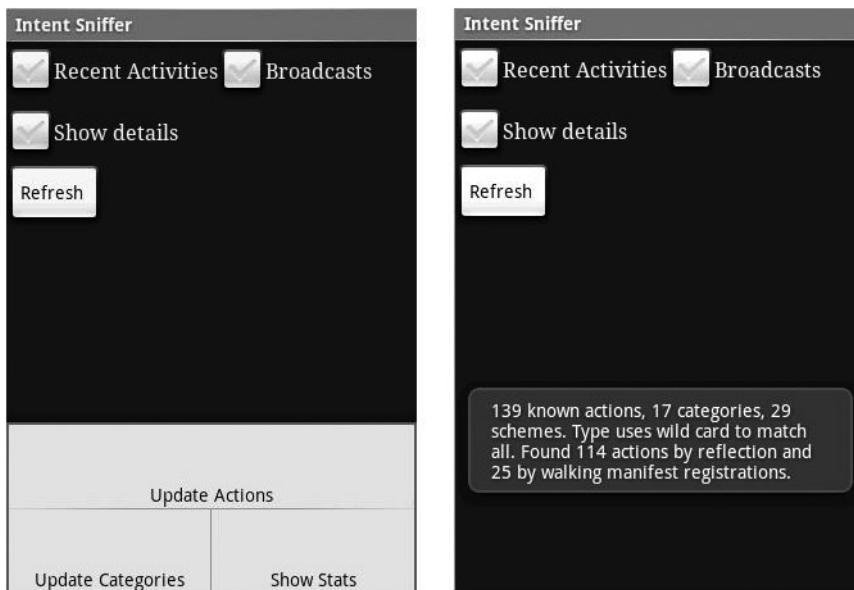 Intent Sniffer
Recent Activities Broadcasts
Show details
Refresh
Update Actions
Update Categories Show Stats
Intent Sniffer
Recent Activities Broadcasts
Show details
Refresh
139 known actions, 17 categories, 29
schemes. Type uses wild card to match
all. Found 114 actions by reflection and
25 by walking manifest registrations.